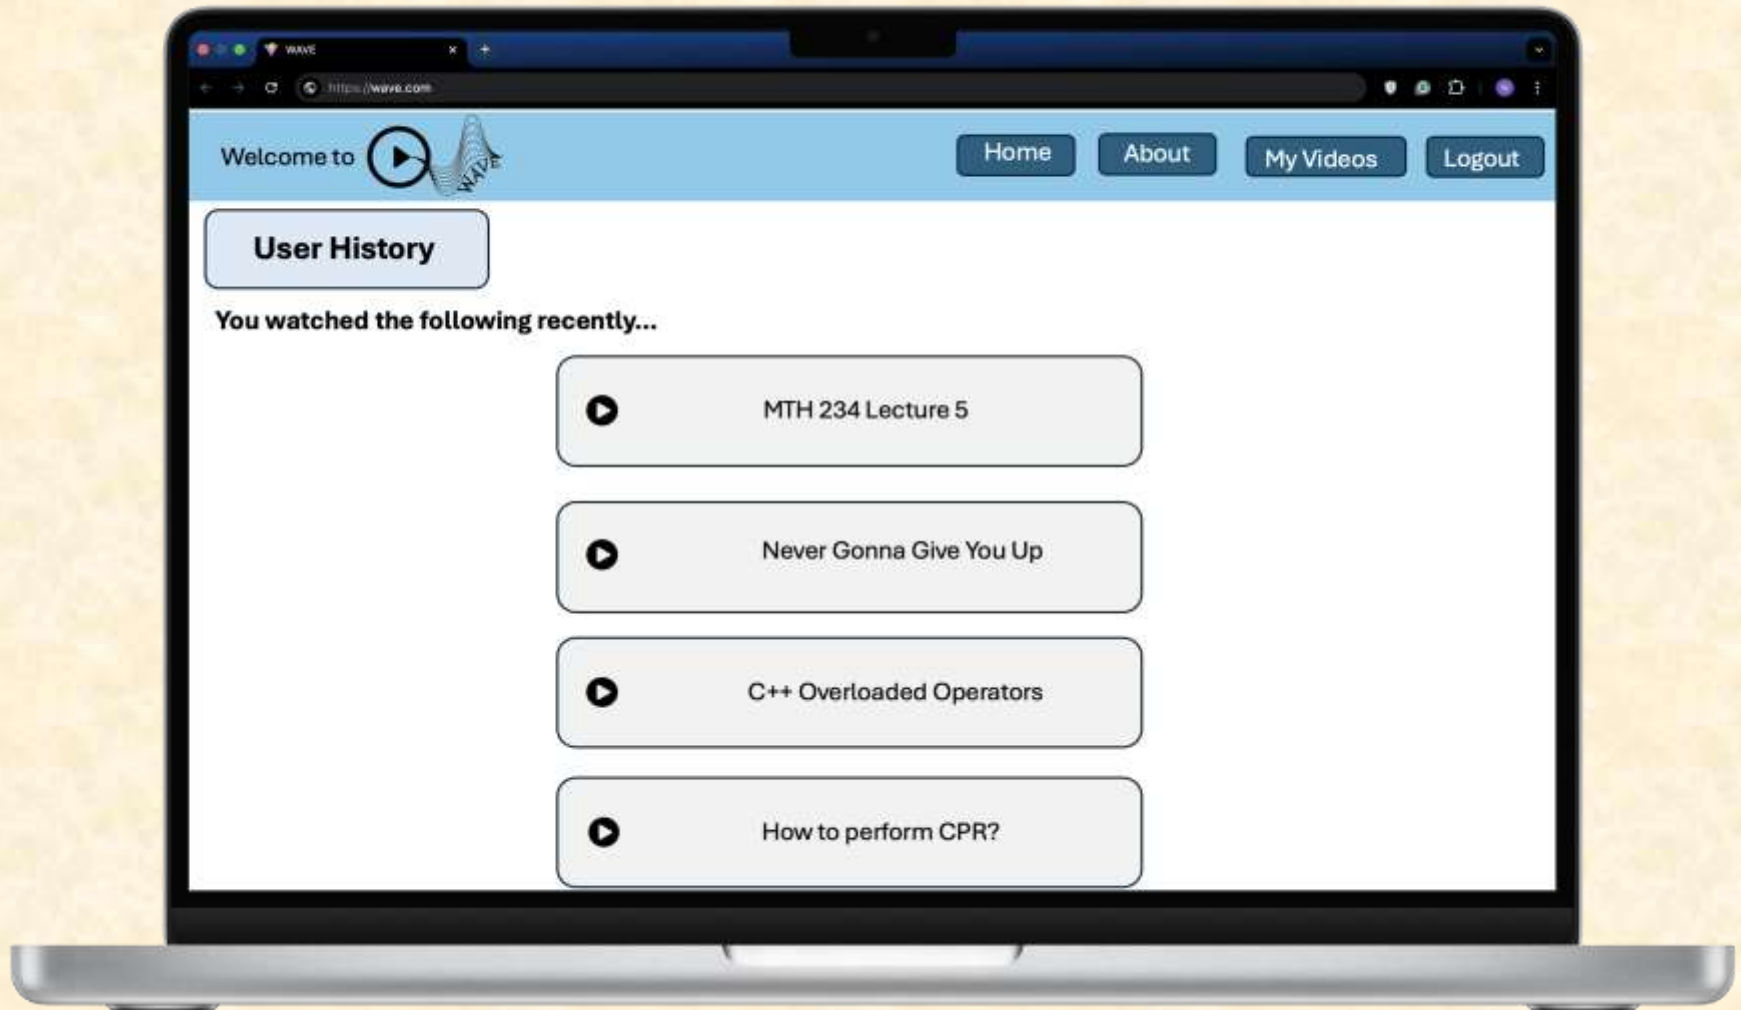 WAVE
https://wave.com
Welcome to WAVE
Home
About
My Videos
Logout
User History
You watched the following recently...
MTH 234 Lecture 5
Never Gonna Give You Up
C++ Overloaded Operators
How to perform CPR?